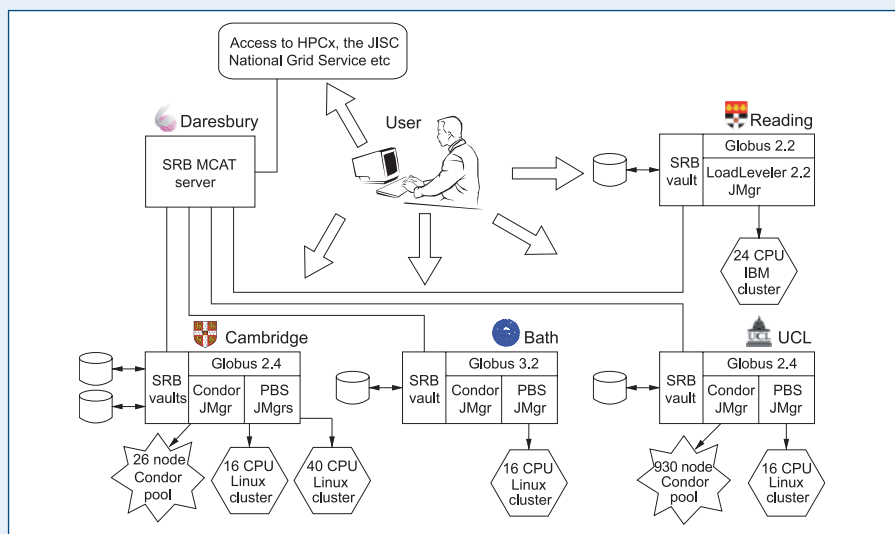 Access to HPCx, the JISC
National Grid Service etc
Daresbury
User
Reading
SRB MCAT
server
SRB
vault
Globus 2.2
LoadLeveler 2.2
JMgr
24 CPU
IBM
cluster
Cambridge
Bath
UCL
SRB
vaults
Globus 2.4
Condor
JMgr
PBS
JMgrs
SRB
vault
Globus 3.2
Condor
JMgr
PBS
JMgr
SRB
vault
Globus 2.4
Condor
JMgr
PBS
JMgr
26 node
Condor
pool
16 CPU
Linux
cluster
40 CPU
Linux
cluster
16 CPU
Linux
cluster
930 node
Condor
pool
16 CPU
Linux
cluster